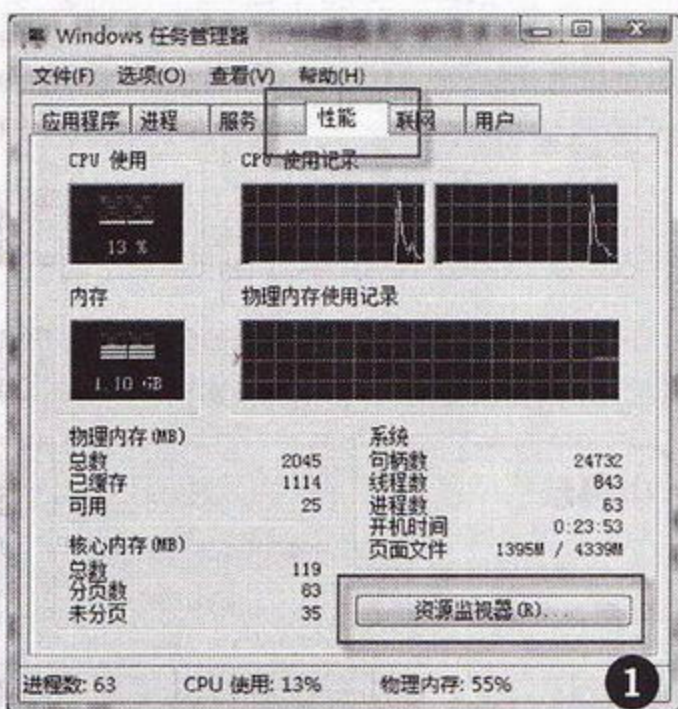 Windows 任务管理器
文件(F) 选项(O) 查看(V) 帮助(H)
应用程序 进程 服务 性能 联网 用户
CPU 使用 CPU 使用记录
13 %
内存 物理内存使用记录
1.10 GB
物理内存(MB)
总数 2045
已缓存 1114
可用 25
核心内存(MB)
总数 119
分页数 83
未分页 35
系统
句柄数 24732
线程数 843
进程数 63
开机时间 0:23:53
页面文件 1395M / 4339M
资源监视器(R)...
进程数: 63 CPU 使用: 13% 物理内存: 55%
1